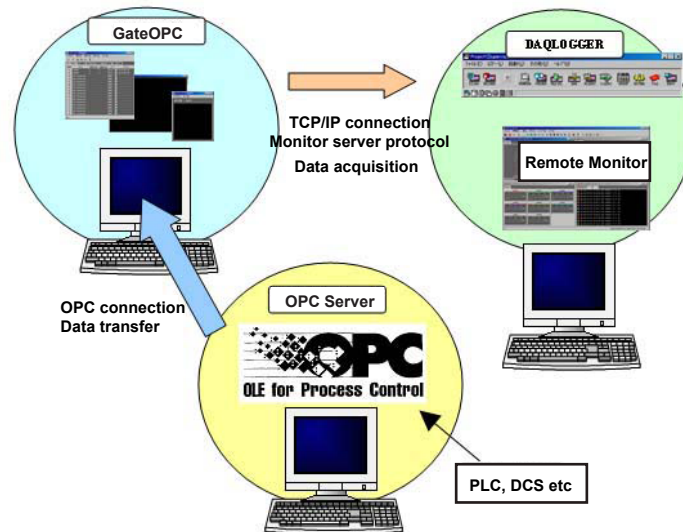 GateOPC
DAQLOGGER
TCP/IP connection
Monitor server protocol
Data acquisition
Remote Monitor
OPC connection
Data transfer
OPC Server
OPC
OLE for Process Control
PLC, DCS etc